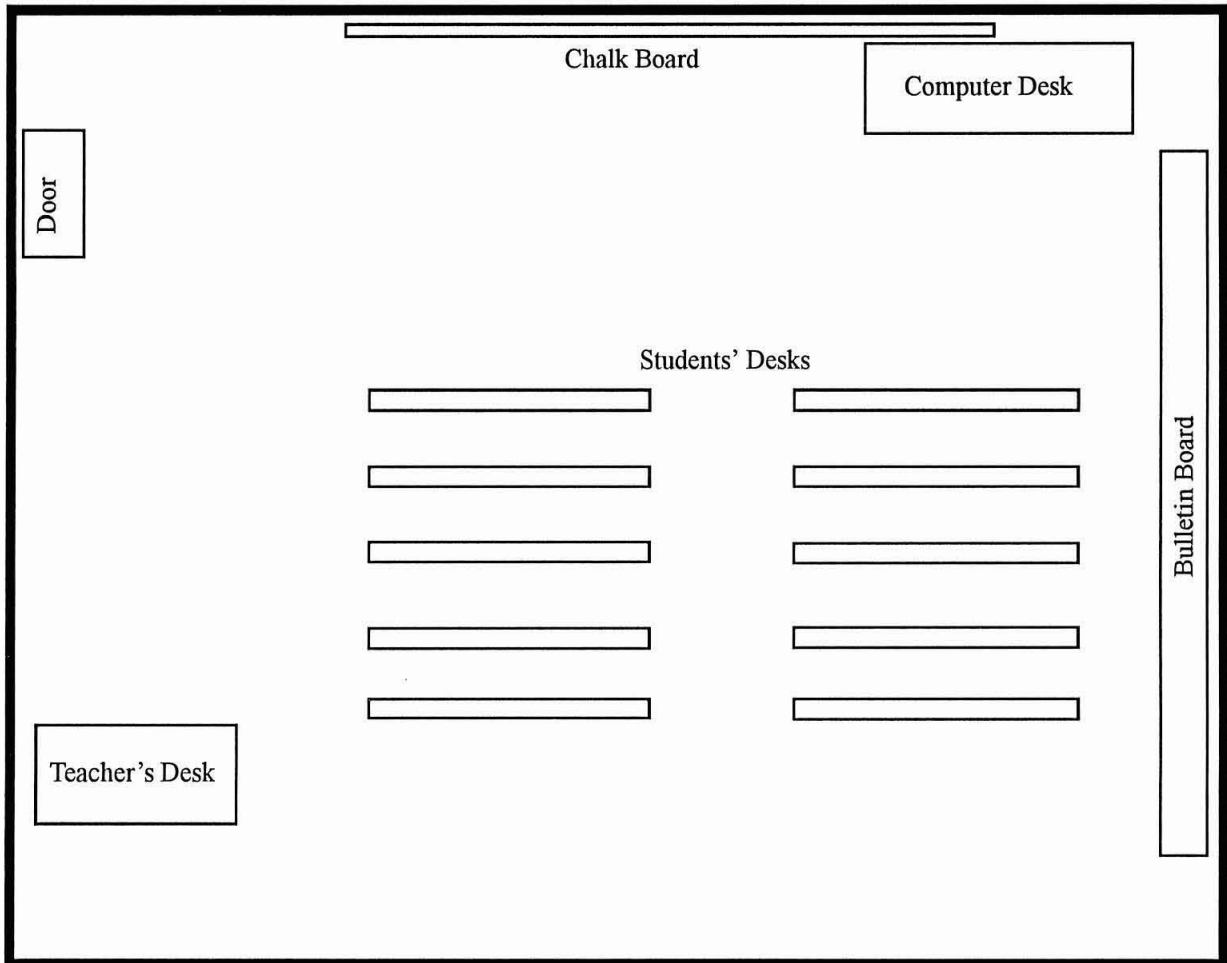 Chalk Board
Computer Desk
Door
Students’ Desks
Bulletin Board
Teacher’s Desk